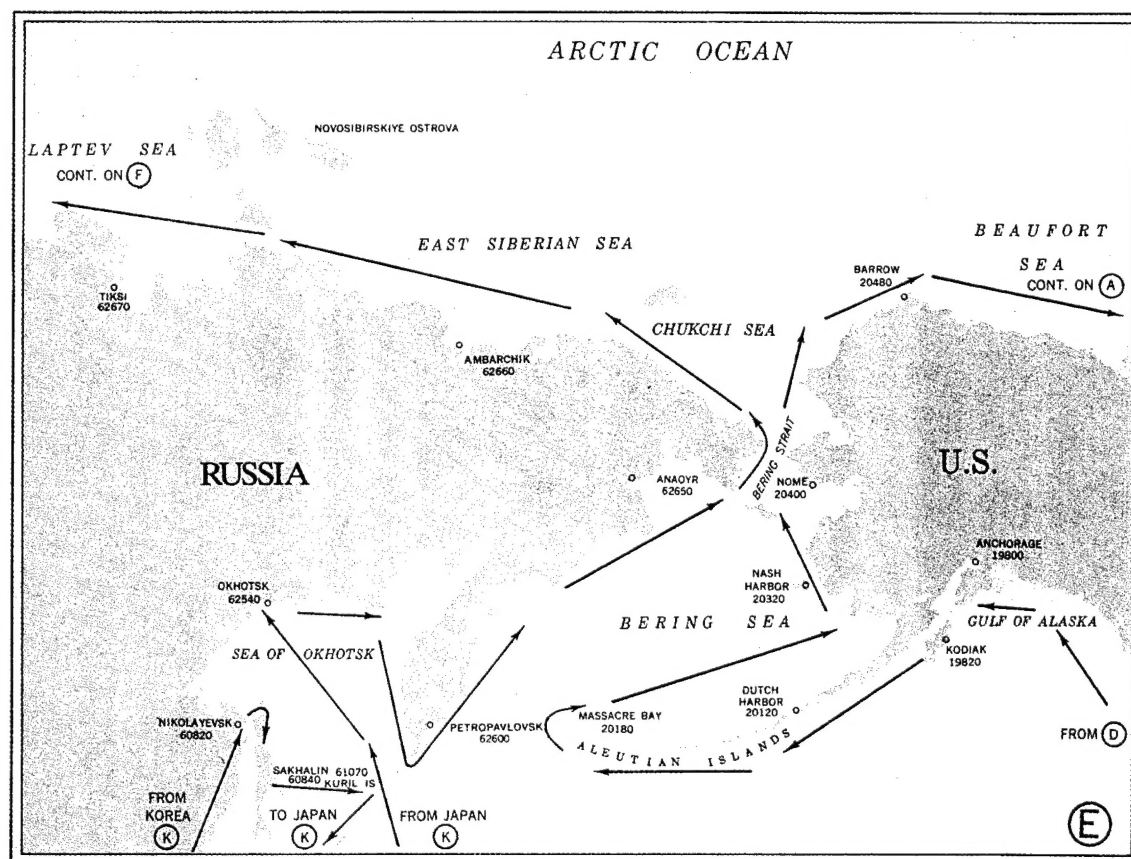 ARCTIC OCEAN
NOVOSIBIRSKIYE OSTROVA
LAPTEV SEA
CONT. ON F
EAST SIBERIAN SEA
BEAUFORT
SEA
CONT. ON A
BARROW
20480
TIKSI
62670
CHUKCHI SEA
AMBARCHIK
62660
RUSSIA
U.S.
ANAOYR
62650
BERING STRAIT
NOME
20400
ANCHORAGE
19800
OKHOTSK
62540
NASH
HARBOR
20320
BERING SEA
GULF OF ALASKA
SEA OF OKHOTSK
KODIAK
19820
NIKOLAYEVSK
60820
PETROPAVLOVSK
62600
MASSACRE BAY
20180
DUTCH
HARBOR
20120
ALEUTIAN ISLANDS
FROM D
SAKHALIN 61070
60840 KURIL IS
FROM
KOREA
K
TO JAPAN
K
FROM JAPAN
K
E